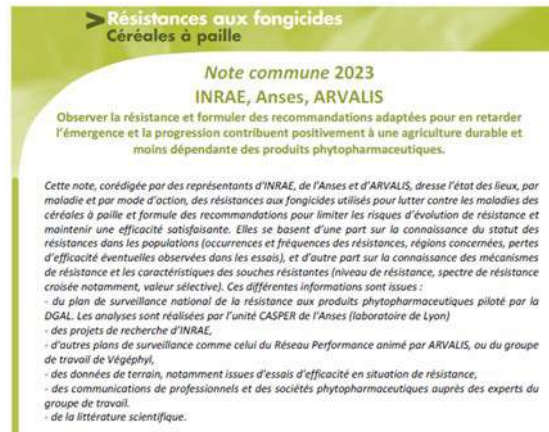 Résistances aux fongicides
Céréales à paille
Note commune 2023
INRAE, Anses, ARVALIS
Observer la résistance et formuler des recommandations adaptées pour en retarder
l'émergence et la progression contribuent positivement à une agriculture durable et
moins dépendante des produits phytopharmaceutiques.
Cette note, corédigée par des représentants d'INRAE, de l'Anses et d'ARVALIS, dresse l'état des lieux, par
maladie et par mode d'action, des résistances aux fongicides utilisés pour lutter contre les maladies des
céréales à paille et formule des recommandations pour limiter les risques d'évolution de résistance et
maintenir une efficacité satisfaisante. Elles se basent d'une part sur la connaissance du statut des
résistances dans les populations (occurrences et fréquences des résistances, régions concernées, pertes
d'efficacité éventuelles observées dans les essais), et d'autre part sur la connaissance des mécanismes
de résistance et les caractéristiques des souches résistantes (niveau de résistance, spectre de résistance
croisée notamment, valeur sélective). Ces différentes informations sont issues :
- du plan de surveillance national de la résistance aux produits phytopharmaceutiques piloté par la
DGAL. Les analyses sont réalisées par l'unité CASPER de l'Anses (laboratoire de Lyon)
- des projets de recherche d'INRAE,
- d'autres plans de surveillance comme celui du Réseau Performance animé par ARVALIS, ou du groupe
de travail de Végéphyl,
- des données de terrain, notamment issues d'essais d'efficacité en situation de résistance,
- des communications de professionnels et des sociétés phytopharmaceutiques auprès des experts du
groupe de travail.
- de la littérature scientifique.